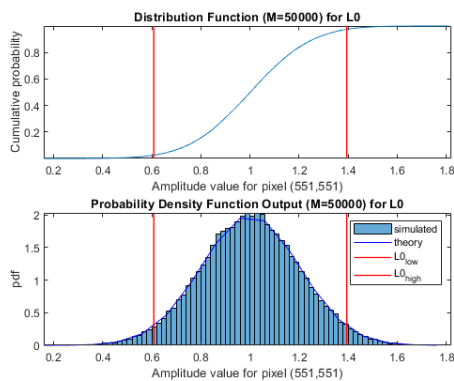 Distribution Function (M=50000) for L0
Cumulative probability
0.8
0.6
0.4
0.2
0.2 0.4 0.6 0.8 1 1.2 1.4 1.6 1.8
Amplitude value for pixel (551,551)
Probability Density Function Output (M=50000) for L0
pdf
2
1.5
1
0.5
0
simulated
theory
L0low
L0high
0.2 0.4 0.6 0.8 1 1.2 1.4 1.6 1.8
Amplitude value for pixel (551,551)